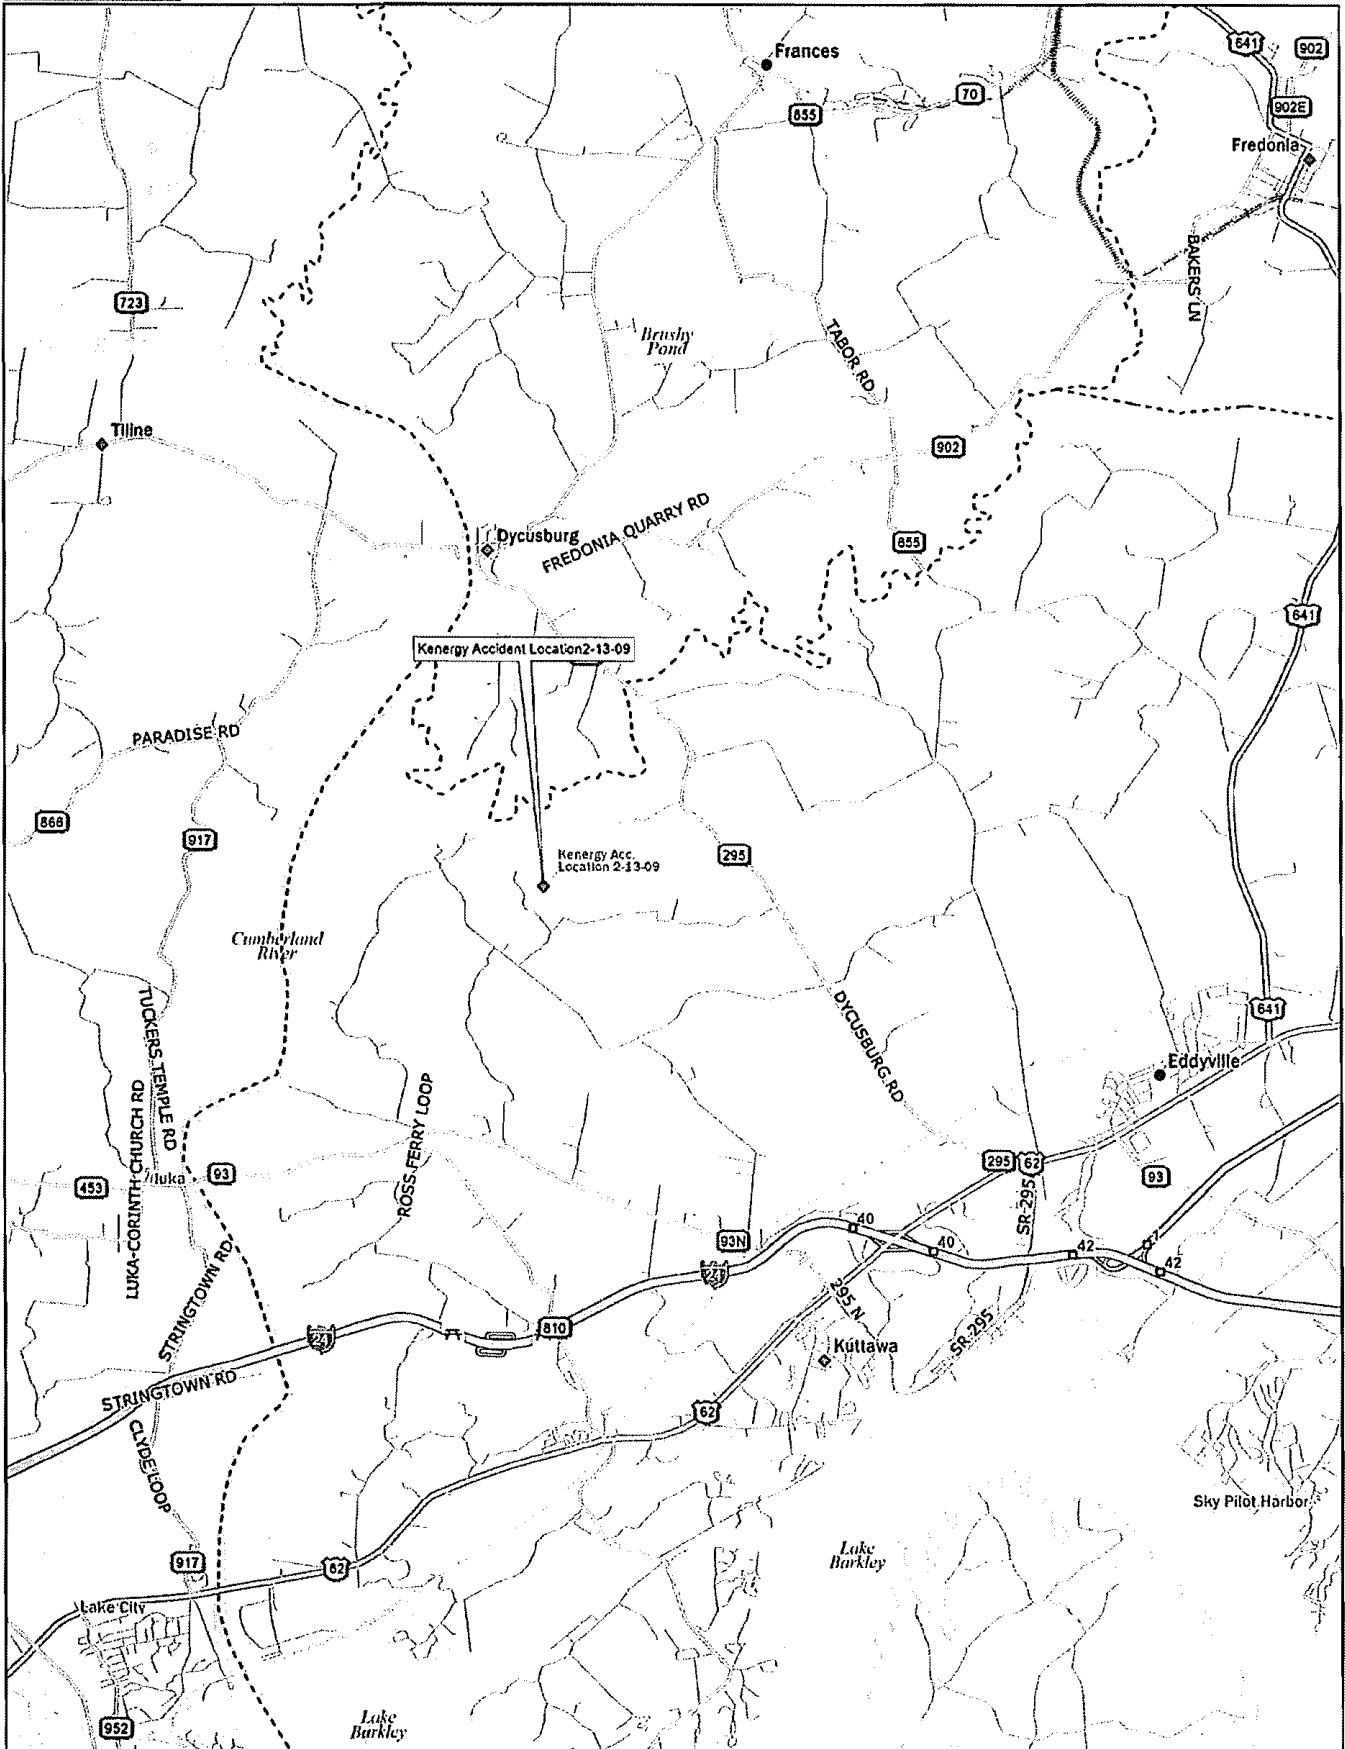 Frances
641
902
70
855
902E
Fredonia
BAKERS LN
723
Brushy
Pond
TABOR RD
Tiline
902
FREDONIA QUARRY RD
Dycusburg
855
641
Kenergy Accident Location2-13-09
PARADISE RD
866
917
295
Kenergy Acc.
Location 2-13-09
Cumberland
River
TUCKERS TEMPLE RD
DYCUSBURG RD
641
Eddyville
LUKA-CORINTH CHURCH RD
ROSS FERRY LOOP
Iuka
93
453
295
62
93
SR-295
93N
40
40
42
7
42
24
STRINGTOWN RD
295 N
810
24
SR-295
Kuttawa
STRINGTOWN RD
62
CLYDE LOOP
Sky Pilot Harbor
Lake
Barkley
917
62
Lake City
952
Lake
Barkley